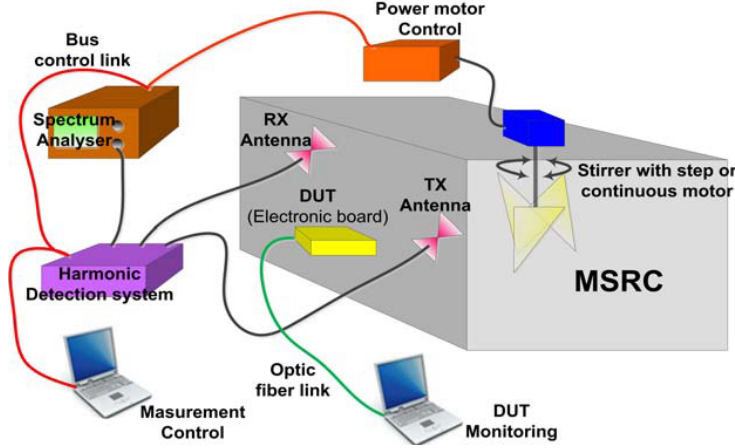 Power motor
Control
Bus
control link
Spectrum
Analyser
RX
Antenna
Stirrer with step or
continuous motor
TX
Antenna
DUT
(Electronic board)
MSRC
Harmonic
Detection system
Optic
fiber link
Masurement
Control
DUT
Monitoring